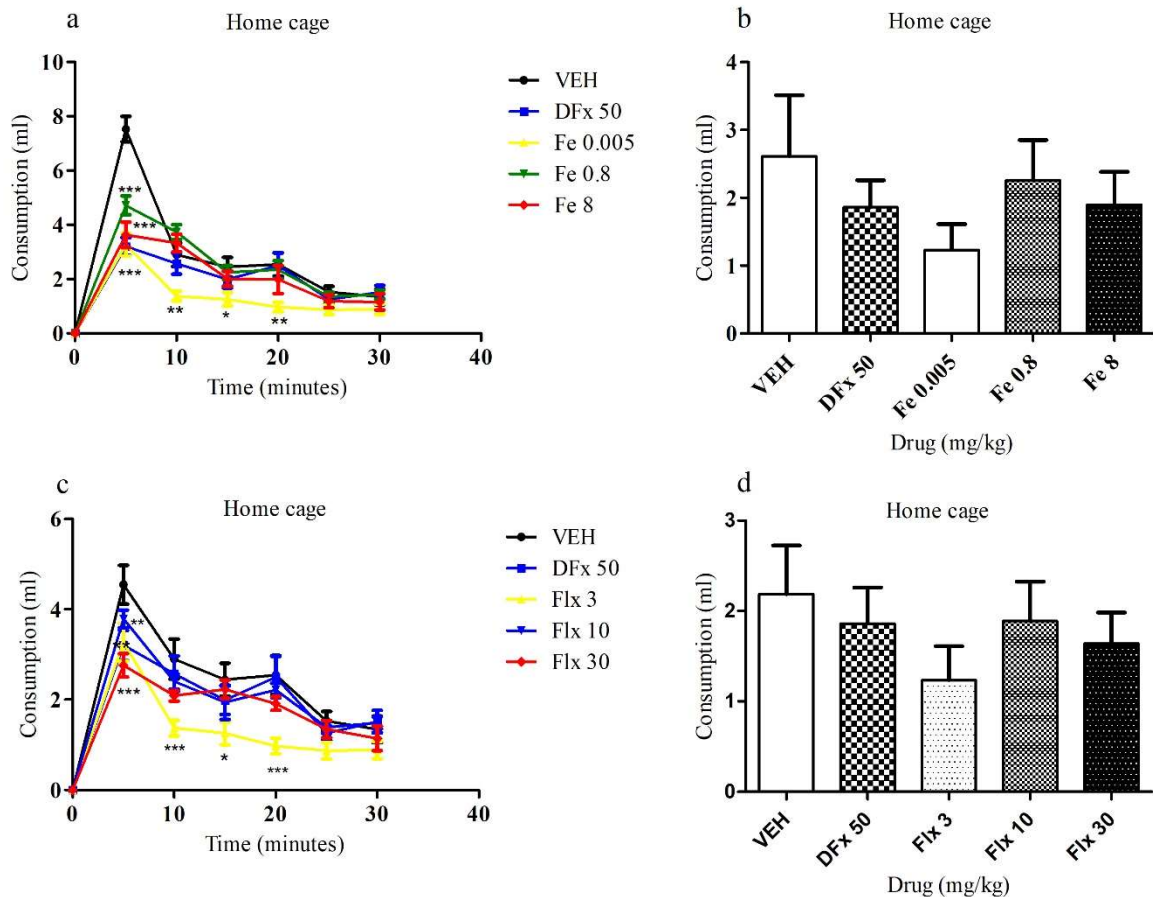 a
Home cage
Consumption (ml)
10
8
6
4
2
0
0 10 20 30 40
Time (minutes)
VEH
DFx 50
Fe 0.005
Fe 0.8
Fe 8
***
***
***
**
*
**
b
Home cage
Consumption (ml)
4
3
2
1
0
VEH
DFx 50
Fe 0.005
Fe 0.8
Fe 8
Drug (mg/kg)
c
Home cage
Consumption (ml)
6
4
2
0
0 10 20 30 40
Time (minutes)
VEH
DFx 50
Flx 3
Flx 10
Flx 30
**
**
***
***
*
***
d
Home cage
Consumption (ml)
3
2
1
0
VEH
DFx 50
Flx 3
Flx 10
Flx 30
Drug (mg/kg)